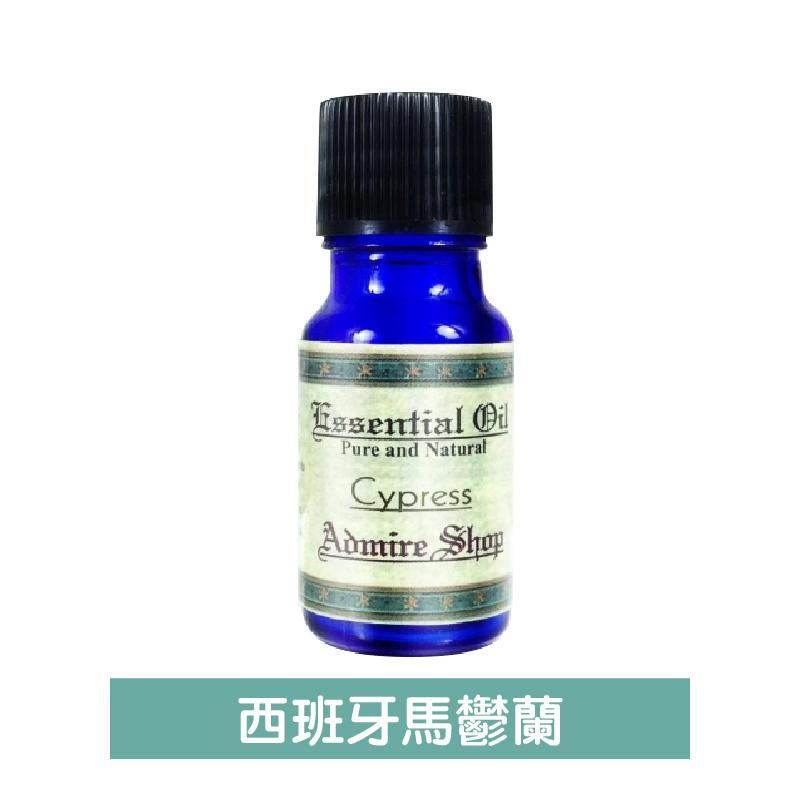 Essential Oil
Pure and Natural
Cypress
Admire Shop
西班牙馬鬱蘭